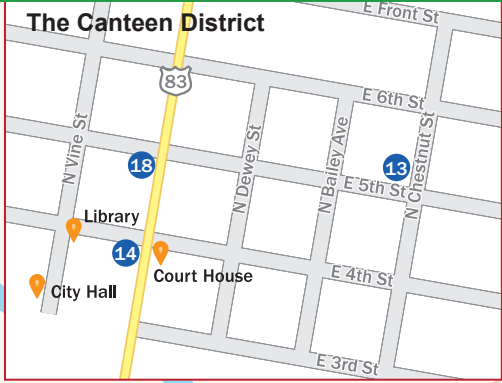 The Canteen District
E Front St
83
E 6th St
N Vine St
18
N Dewey St
N Bailey Ave
13
E 5th St
N Chestnut St
Library
14
Court House
E 4th St
City Hall
E 3rd St